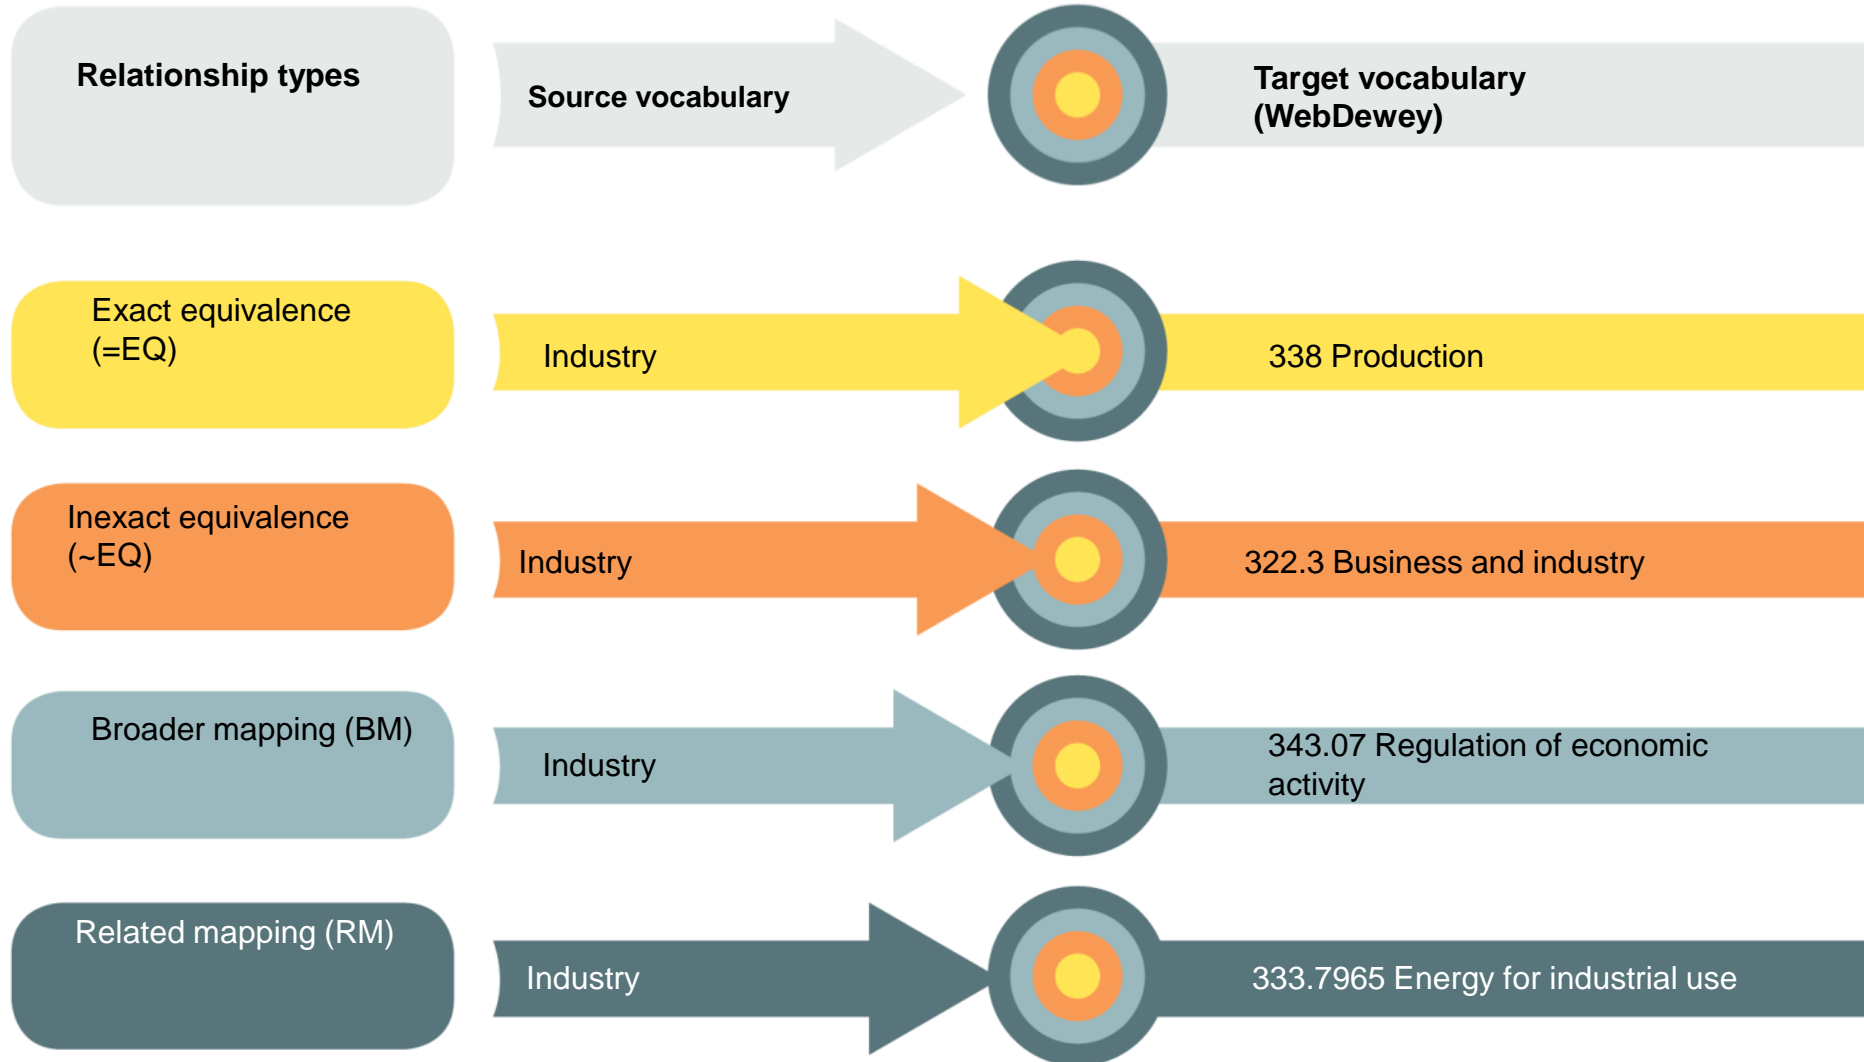 Relationship types
Source vocabulary
Target vocabulary
(WebDewey)
Exact equivalence
(=EQ)
Industry
338 Production
Inexact equivalence
(~EQ)
Industry
322.3 Business and industry
Broader mapping (BM)
Industry
343.07 Regulation of economic
activity
Related mapping (RM)
Industry
333.7965 Energy for industrial use